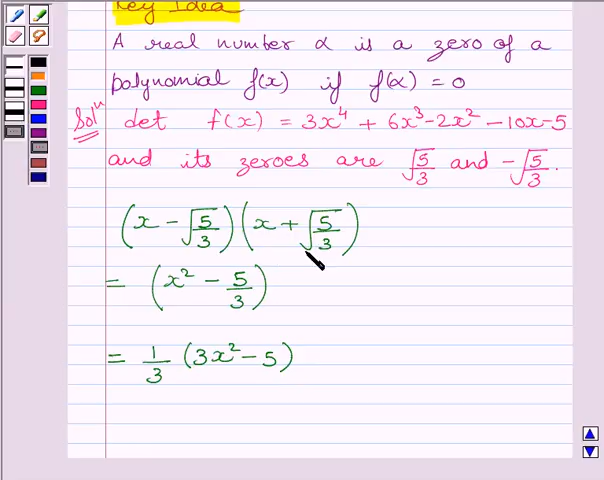 Key Idea
A real number α is a zero of a
polynomial f(x) if f(α) = 0
Solⁿ det f(x) = 3x⁴ + 6x³ - 2x² - 10x - 5
and its zeroes are √5/3 and -√5/3.
(x - √5/3)(x + √5/3)
= (x² - 5/3)
= 1/3 (3x² - 5)